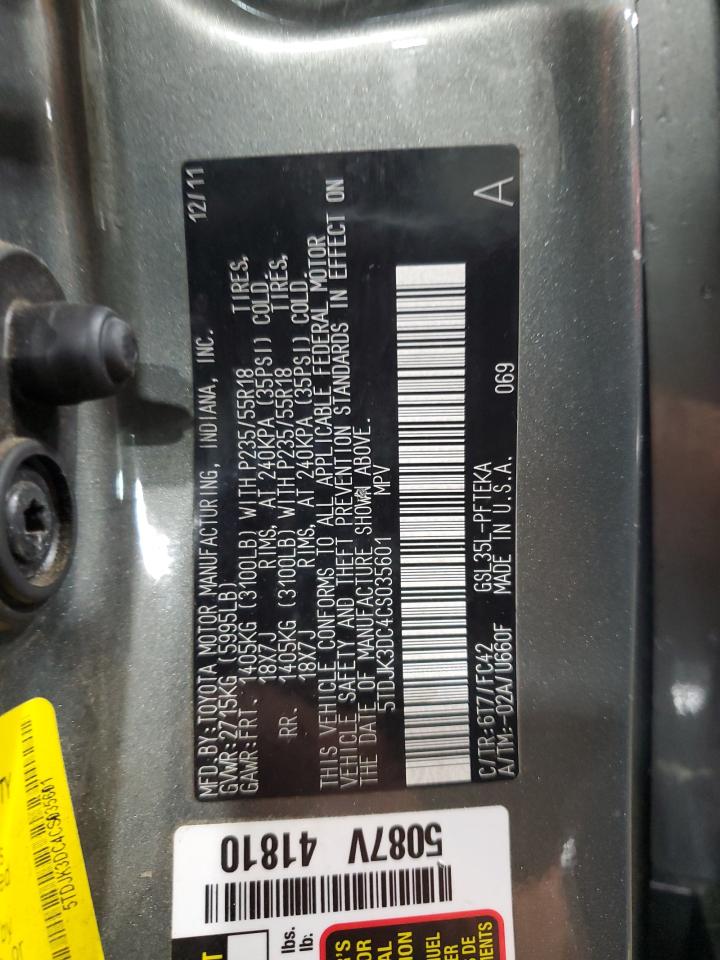 MFD.BY:TOYOTA MOTOR MANUFACTURING, INDIANA, INC. 12/11
GVWR:2715KG (5995LB)
GAWR:FRT. 1405KG (3100LB) WITH P235/55R18 TIRES,
18X7J RIMS, AT 240KPA (35PSI) COLD
RR. 1405KG (3100LB) WITH P235/55R18 TIRES,
18X7J RIMS, AT 240KPA (35PSI) COLD.
THIS VEHICLE CONFORMS TO ALL APPLICABLE FEDERAL MOTOR
VEHICLE SAFETY AND THEFT PREVENTION STANDARDS IN EFFECT ON
THE DATE OF MANUFACTURE SHOWN ABOVE.
5TDJK3DC4CS035601 MPV
C/TR:617/FC42 GSL35L-PFTEKA 069
A/TM:-02A/U660F MADE IN U.S.A. A
5087V
41810
lbs.
lb:
5TDJK3DC4CS035601